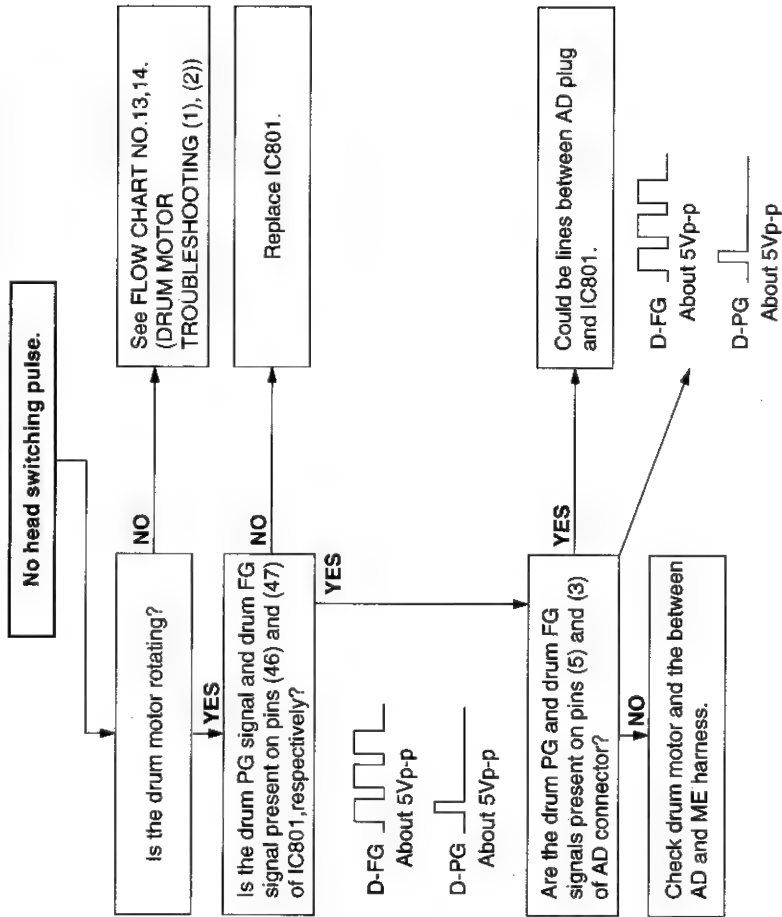 No head switching pulse.
Is the drum motor rotating?
NO
See FLOW CHART NO.13,14.
(DRUM MOTOR
TROUBLESHOOTING (1), (2))
YES
Is the drum PG signal and drum FG
signal present on pins (46) and (47)
of IC801,respectively?
NO
Replace IC801.
YES
D-FG
About 5Vp-p
D-PG
About 5Vp-p
Are the drum PG and drum FG
signals present on pins (5) and (3)
of AD connector?
YES
Could be lines between AD plug
and IC801.
D-FG
About 5Vp-p
D-PG
About 5Vp-p
NO
Check drum motor and the between
AD and ME harness.